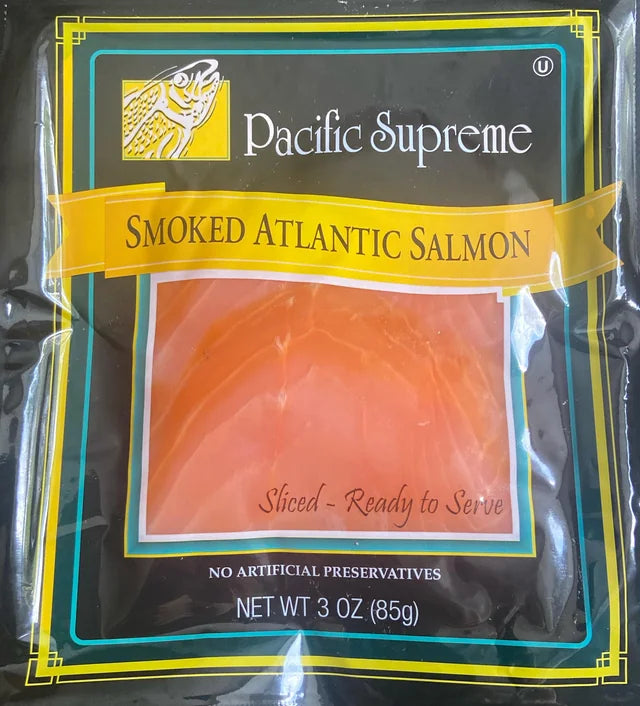 Ⓤ
Pacific Supreme
SMOKED ATLANTIC SALMON
Sliced - Ready to Serve
NO ARTIFICIAL PRESERVATIVES
NET WT 3 OZ (85g)